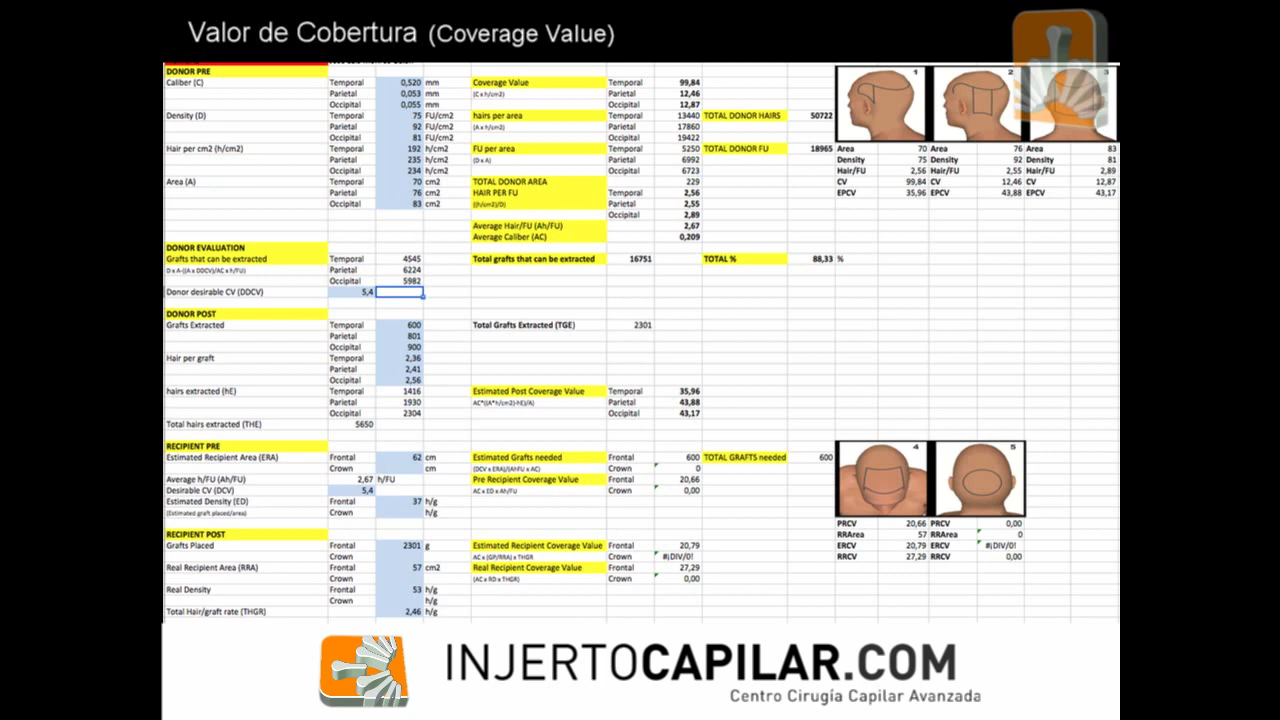 Valor de Cobertura (Coverage Value)
DONOR PRE
Caliber (C) Temporal 0,520 mm Coverage Value Temporal 99,84 1 2 3
Parietal 0,053 mm (C x h/cm2) Parietal 12,46
Occipital 0,055 mm Occipital 12,87
Density (D) Temporal 75 FU/cm2 hairs per area Temporal 13440 TOTAL DONOR HAIRS 50722
Parietal 92 FU/cm2 (A x h/cm2) Parietal 17860
Occipital 81 FU/cm2 Occipital 19422
Hair per cm2 (h/cm2) Temporal 192 h/cm2 FU per area Temporal 5250 TOTAL DONOR FU 18965 Area 70 Area 76 Area 83
Parietal 235 h/cm2 (D x A) Parietal 6992 Density 75 Density 92 Density 81
Occipital 234 h/cm2 Occipital 6723 Hair/FU 2,56 Hair/FU 2,55 Hair/FU 2,89
Area (A) Temporal 70 cm2 TOTAL DONOR AREA 229 CV 99,84 CV 12,46 CV 12,87
Parietal 76 cm2 HAIR PER FU Temporal 2,56 EPCV 35,96 EPCV 43,88 EPCV 43,17
Occipital 83 cm2 ((h/cm2)/D) Parietal 2,55
Occipital 2,89
Average Hair/FU (Ah/FU) 2,67
Average Caliber (AC) 0,209
DONOR EVALUATION
Grafts that can be extracted Temporal 4545 Total grafts that can be extracted 16751 TOTAL % 88,33 %
D x A-((A x DDCV)/AC x h/FU) Parietal 6224
Occipital 5982
Donor desirable CV (DDCV) 5,4
DONOR POST
Grafts Extracted Temporal 600 Total Grafts Extracted (TGE) 2301
Parietal 801
Occipital 900
Hair per graft Temporal 2,36
Parietal 2,41
Occipital 2,56
hairs extracted (hE) Temporal 1416 Estimated Post Coverage Value Temporal 35,96
Parietal 1930 AC*((A*h/cm2)-hE)/A) Parietal 43,88
Occipital 2304 Occipital 43,17
Total hairs extracted (THE) 5650
RECIPIENT PRE 4 5
Estimated Recipient Area (ERA) Frontal 62 cm Estimated Grafts needed Frontal 600 TOTAL GRAFTS needed 600
Crown cm (DCV x ERA)/(AhFU x AC) Crown 0
Average h/FU (Ah/FU) 2,67 h/FU Pre Recipient Coverage Value Frontal 20,66
Desirable CV (DCV) 5,4 AC x ED x Ah/FU Crown 0,00
Estimated Density (ED) Frontal 37 h/g
(Estimated graft placed/area) Crown h/g
PRCV 20,66 PRCV 0,00
RECIPIENT POST RRArea 57 RRArea 0
Grafts Placed Frontal 2301 g Estimated Recipient Coverage Value Frontal 20,79 ERCV 20,79 ERCV #¡DIV/0!
Crown AC x (GP/RRA) x THGR Crown #¡DIV/0! RRCV 27,29 RRCV 0,00
Real Recipient Area (RRA) Frontal 57 cm2 Real Recipient Coverage Value Frontal 27,29
Crown (AC x RD x THGR) Crown 0,00
Real Density Frontal 53 h/g
Crown h/g
Total Hair/graft rate (THGR) 2,46 h/g
INJERTOCAPILAR.COM
Centro Cirugía Capilar Avanzada